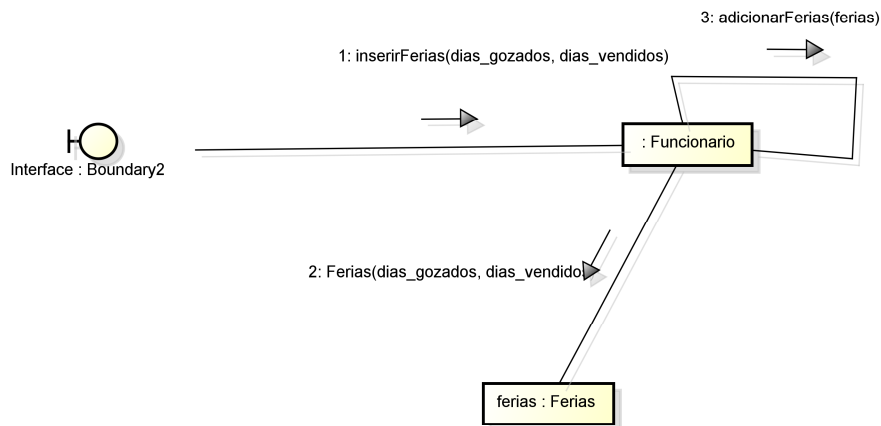 3: adicionarFerias(ferias)
1: inserirFerias(dias_gozados, dias_vendidos)
: Funcionario
Interface : Boundary2
2: Ferias(dias_gozados, dias_vendido
ferias : Ferias